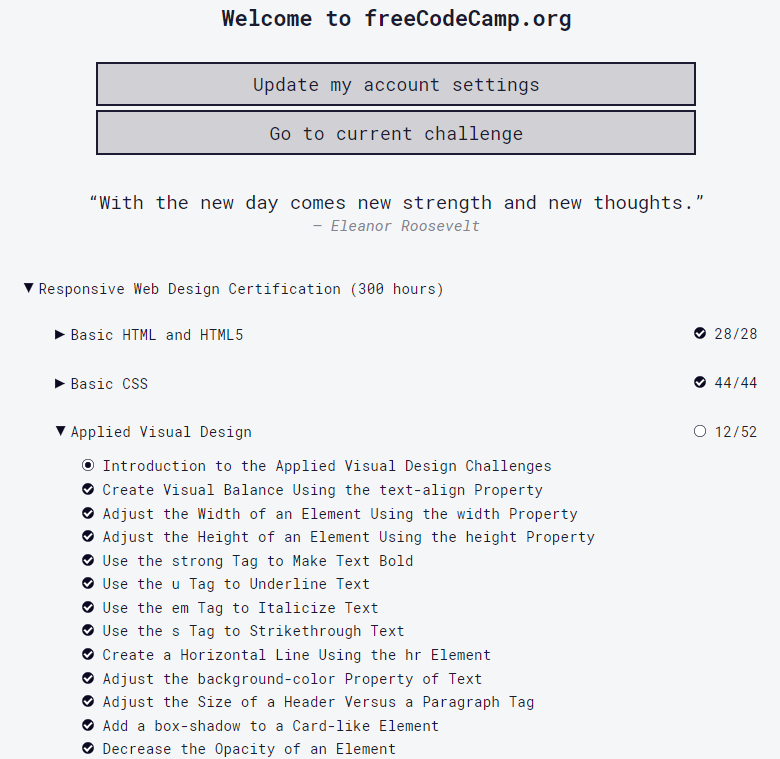 Welcome to freeCodeCamp.org
Update my account settings
Go to current challenge
“With the new day comes new strength and new thoughts.”
— Eleanor Roosevelt
Responsive Web Design Certification (300 hours)
Basic HTML and HTML5 28/28
Basic CSS 44/44
Applied Visual Design 12/52
Introduction to the Applied Visual Design Challenges
Create Visual Balance Using the text-align Property
Adjust the Width of an Element Using the width Property
Adjust the Height of an Element Using the height Property
Use the strong Tag to Make Text Bold
Use the u Tag to Underline Text
Use the em Tag to Italicize Text
Use the s Tag to Strikethrough Text
Create a Horizontal Line Using the hr Element
Adjust the background-color Property of Text
Adjust the Size of a Header Versus a Paragraph Tag
Add a box-shadow to a Card-like Element
Decrease the Opacity of an Element